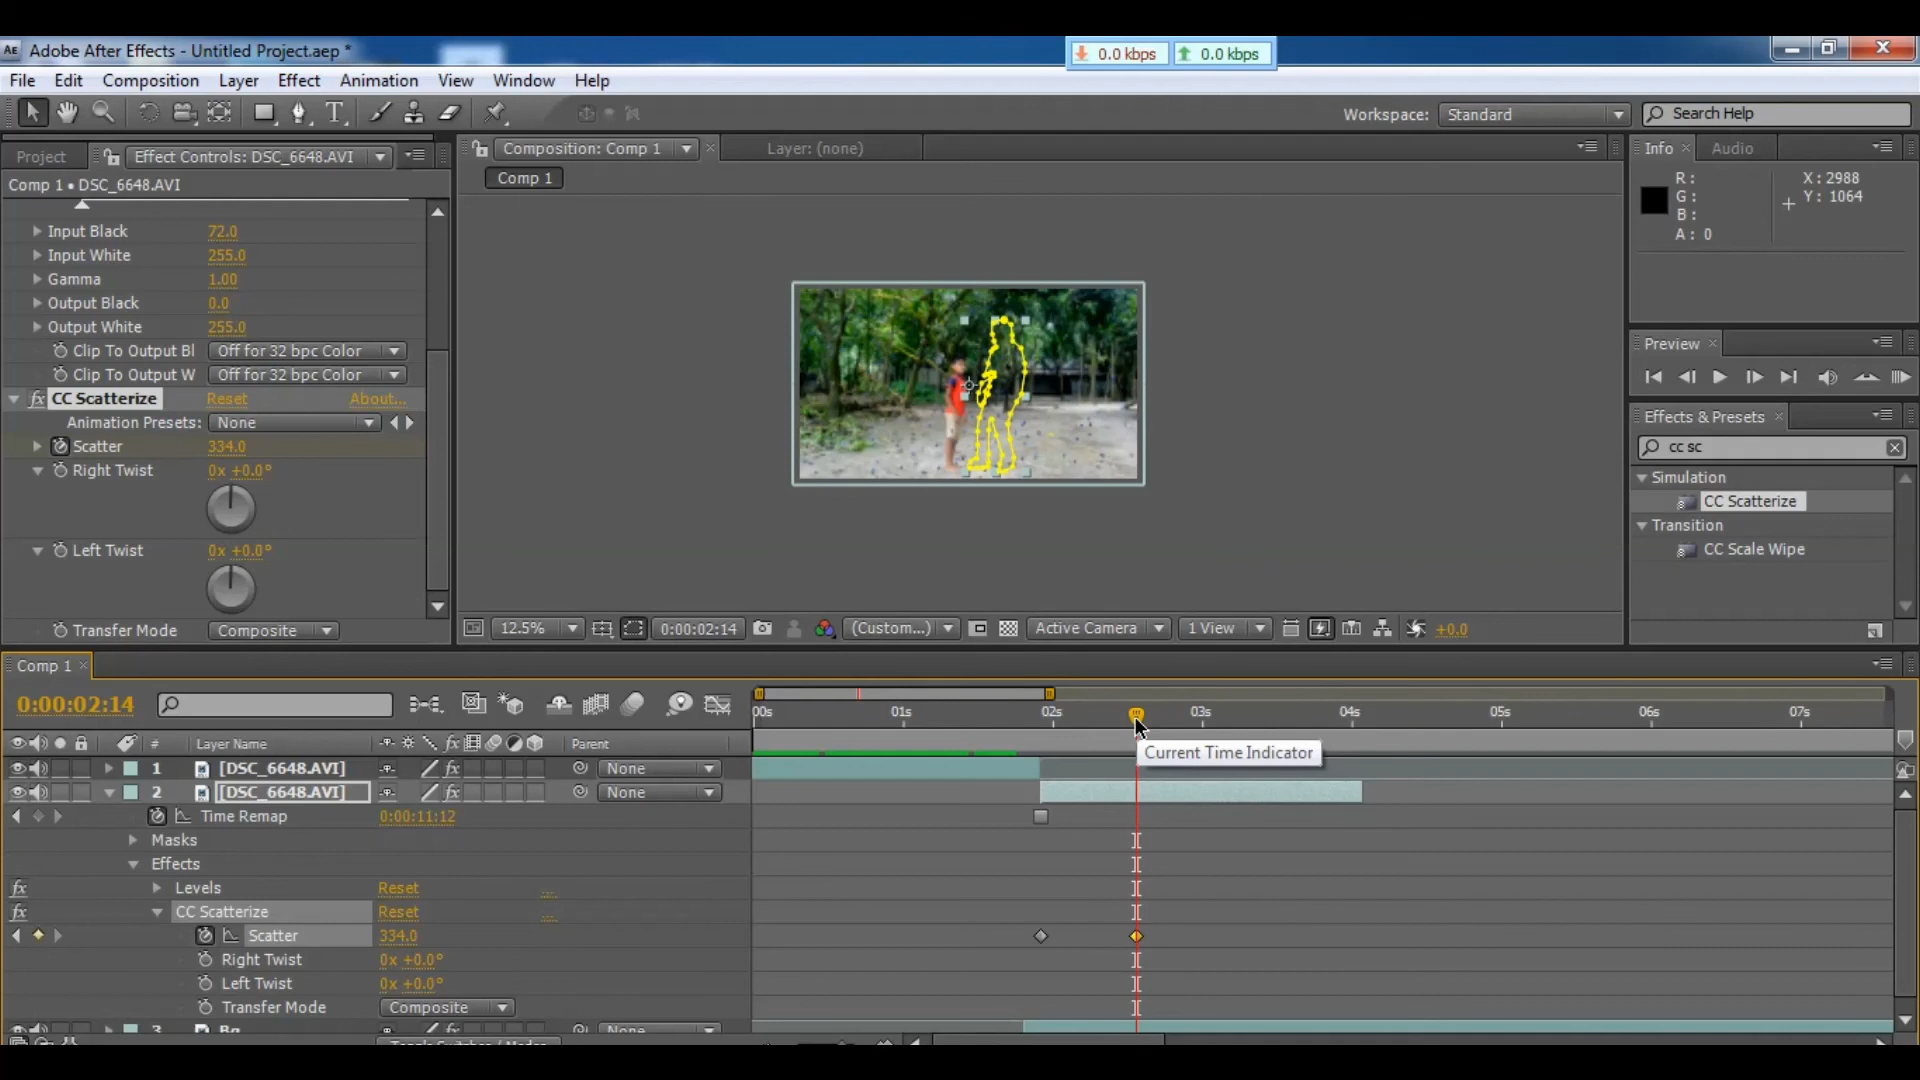 Adobe After Effects - Untitled Project.aep *
0.0 kbps
0.0 kbps
File Edit Composition Layer Effect Animation View Window Help
Workspace: Standard
Search Help
Project
Effect Controls: DSC_6648.AVI
Comp 1 • DSC_6648.AVI
Input Black 72.0
Input White 255.0
Gamma 1.00
Output Black 0.0
Output White 255.0
Clip To Output Bl Off for 32 bpc Color
Clip To Output W Off for 32 bpc Color
fx CC Scatterize Reset About...
Animation Presets: None
Scatter 334.0
Right Twist 0x +0.0°
Left Twist 0x +0.0°
Transfer Mode Composite
Composition: Comp 1
Layer: (none)
Comp 1
12.5%
0:00:02:14
(Custom...)
Active Camera
1 View
+0.0
Info Audio
R: X: 2988
G: Y: 1064
B:
A: 0
Preview
Effects & Presets
cc sc
Simulation
CC Scatterize
Transition
CC Scale Wipe
Comp 1
0:00:02:14
00s 01s 02s 03s 04s 05s 06s 07s
# Layer Name fx Parent
Current Time Indicator
1 [DSC_6648.AVI] fx None
2 [DSC_6648.AVI] fx None
Time Remap 0:00:11:12
Masks
Effects
fx Levels Reset ...
fx CC Scatterize Reset ...
Scatter 334.0
Right Twist 0x +0.0°
Left Twist 0x +0.0°
Transfer Mode Composite
3 Bg fx None
Toggle Switches / Modes